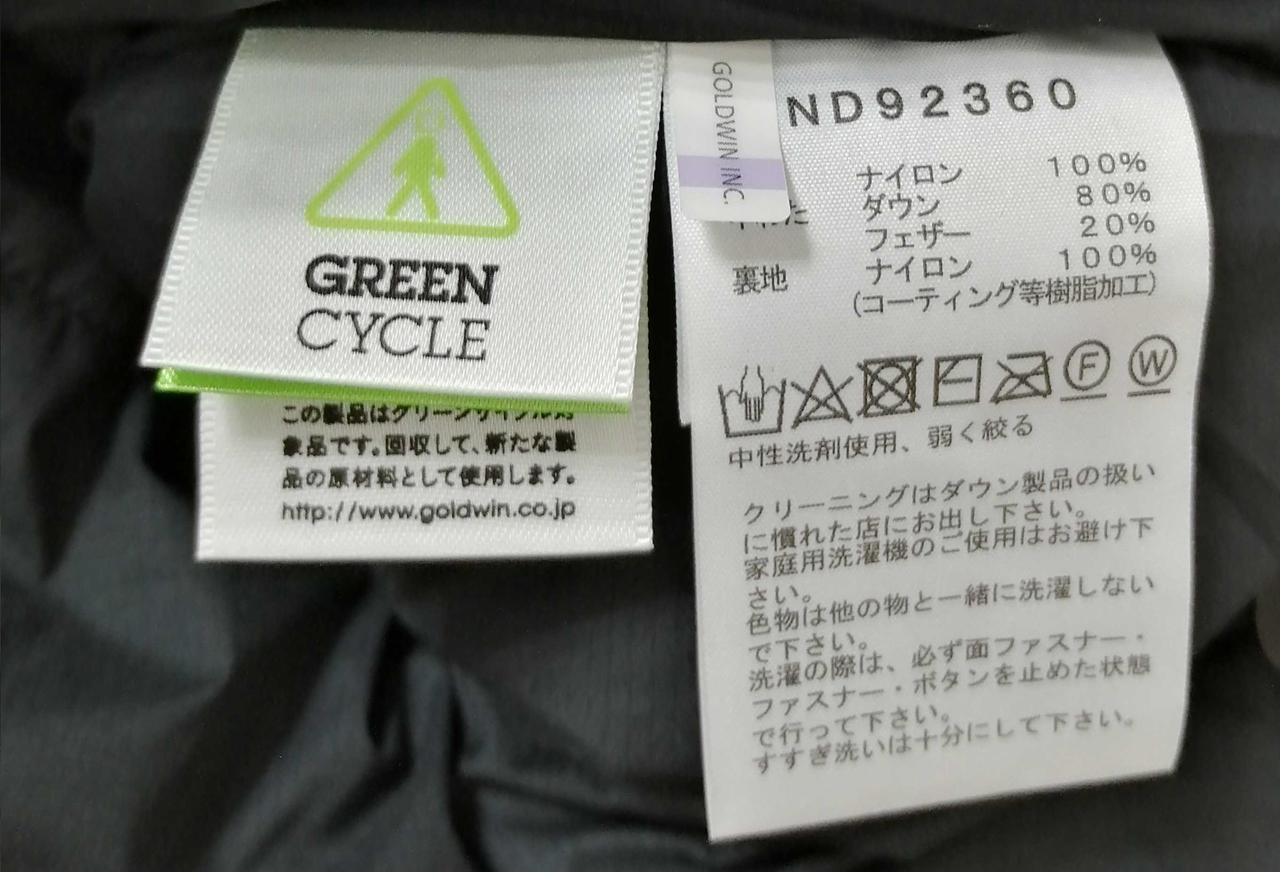 GREEN
CYCLE
この製品はグリーンサイクル対
象品です。回収して、新たな製
品の原材料として使用します。
http://www.goldwin.co.jp
GOLDWIN INC.
ND92360
ナイロン 100%
ダウン 80%
フェザー 20%
裏地 ナイロン 100%
(コーティング等樹脂加工)
F
W
中性洗剤使用、弱く絞る
クリーニングはダウン製品の扱い
に慣れた店にお出し下さい。
家庭用洗濯機のご使用はお避け下
さい。
色物は他の物と一緒に洗濯しない
で下さい。
洗濯の際は、必ず面ファスナー・
ファスナー・ボタンを止めた状態
で行って下さい。
すすぎ洗いは十分にして下さい。